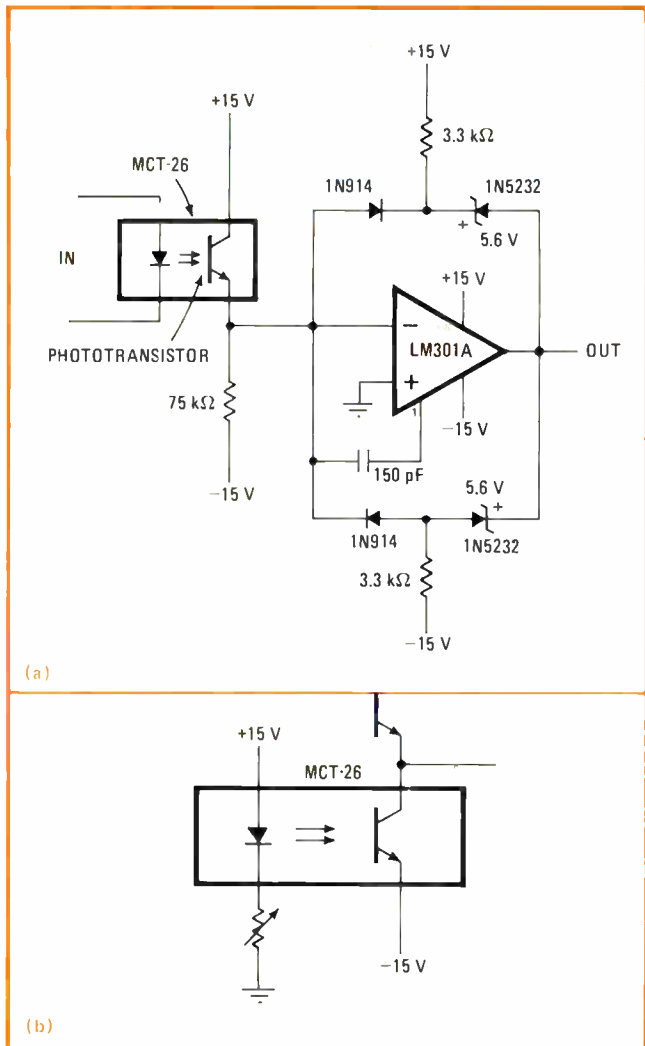 +15 V
+15 V
3.3 kΩ
MCT-26
1N914
1N5232
+
5.6 V
IN
+15 V
−
LM301A
OUT
PHOTOTRANSISTOR
+
75 kΩ
1
−15 V
150 pF
5.6 V
+
−15 V
1N914
1N5232
3.3 kΩ
−15 V
(a)
+15 V
MCT-26
−15 V
(b)